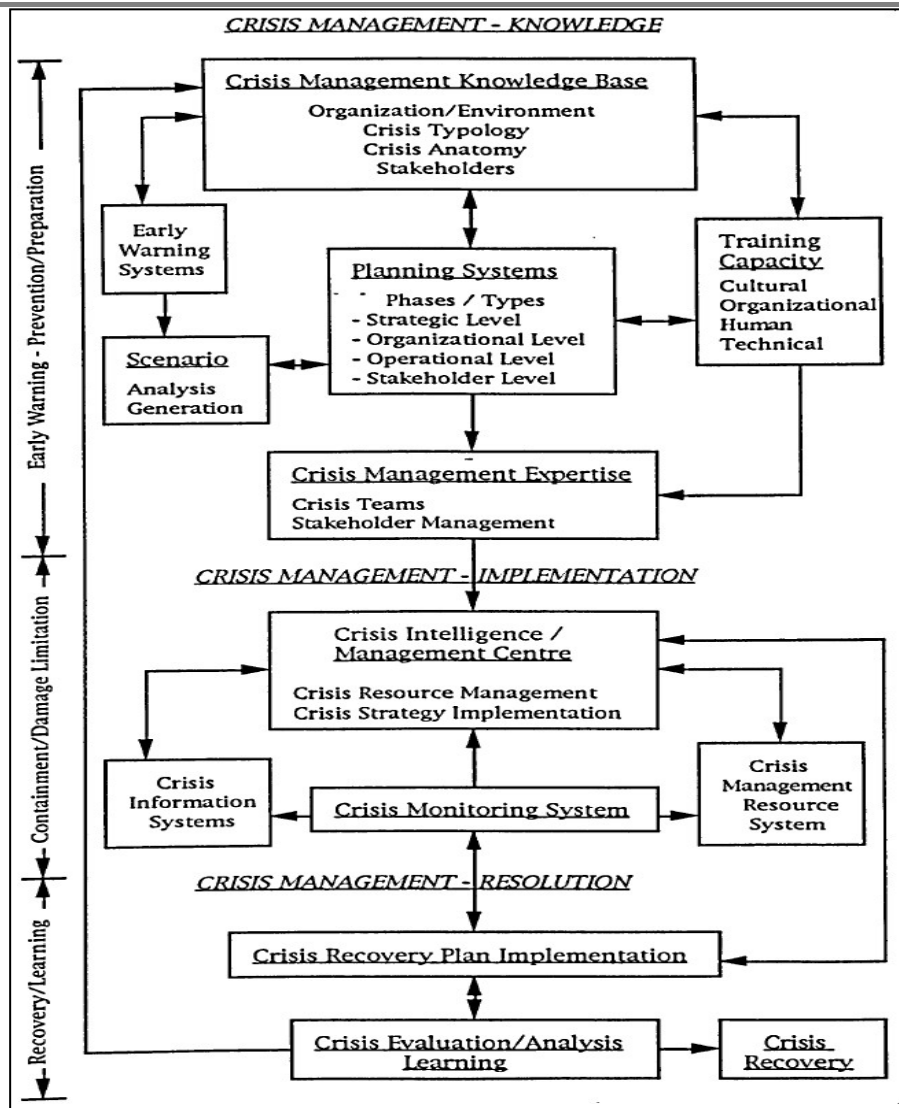 CRISIS MANAGEMENT - KNOWLEDGE
Crisis Management Knowledge Base
Organization/Environment
Crisis Typology
Crisis Anatomy
Stakeholders
Early
Warning
Systems
Planning Systems
Phases / Types
- Strategic Level
- Organizational Level
- Operational Level
- Stakeholder Level
Training
Capacity
Cultural
Organizational
Human
Technical
Scenario
Analysis
Generation
Early Warning - Prevention/Preparation
Crisis Management Expertise
Crisis Teams
Stakeholder Management
CRISIS MANAGEMENT - IMPLEMENTATION
Crisis Intelligence /
Management Centre
Crisis Resource Management
Crisis Strategy Implementation
Containment/Damage Limitation
Crisis
Information
Systems
Crisis Monitoring System
Crisis
Management
Resource
System
CRISIS MANAGEMENT - RESOLUTION
Crisis Recovery Plan Implementation
Recovery/Learning
Crisis Evaluation/Analysis
Learning
Crisis
Recovery